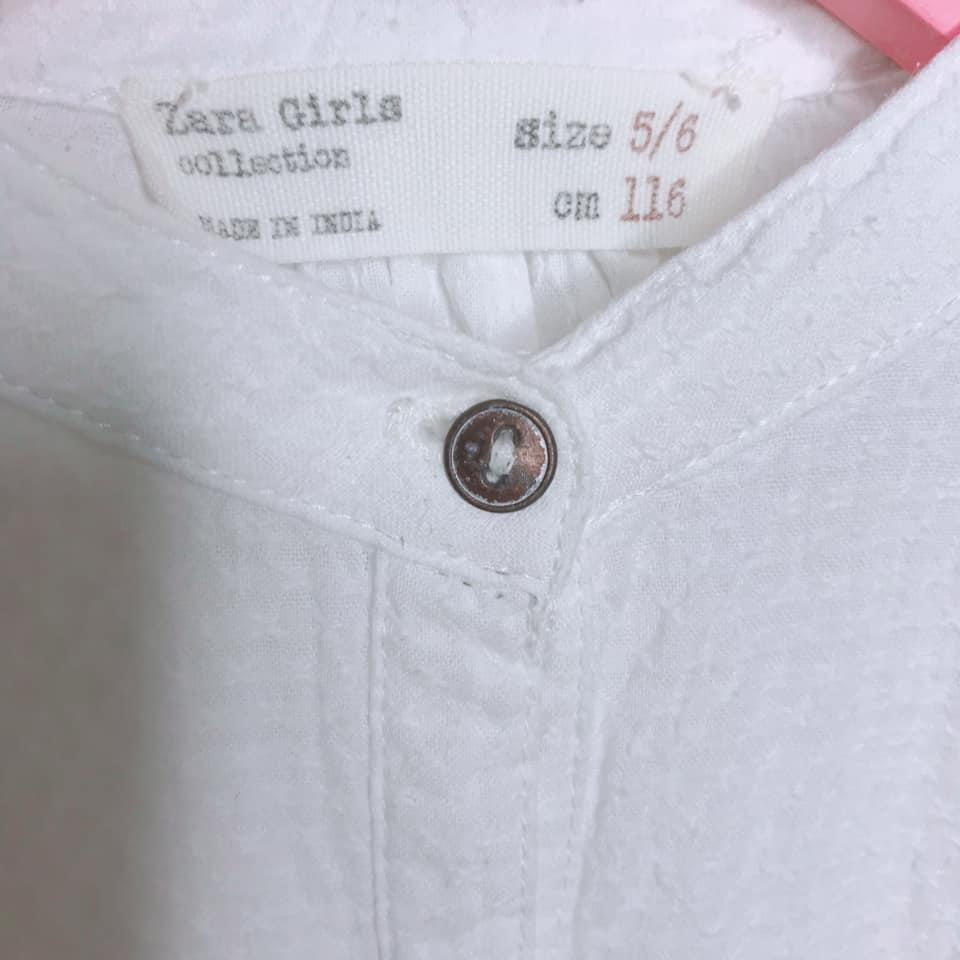 Zara Girls
collection
MADE IN INDIA
size 5/6
cm 116